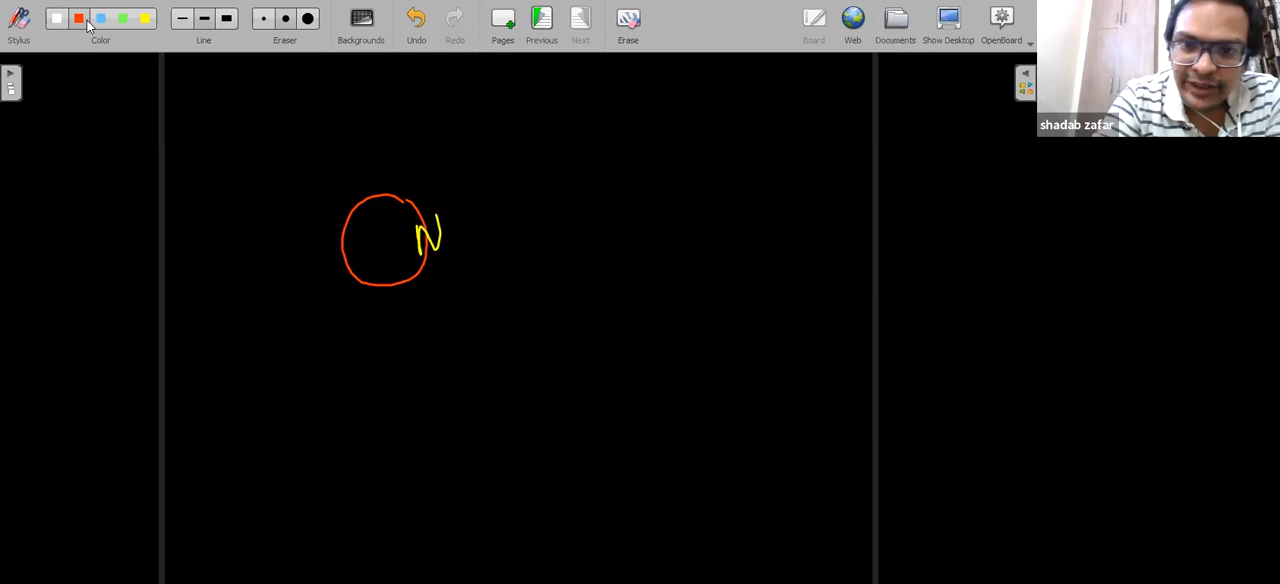 Stylus Color Line Eraser Backgrounds Undo Redo Pages Previous Next Erase Board Web Documents Show Desktop OpenBoard
shadab zafar
N